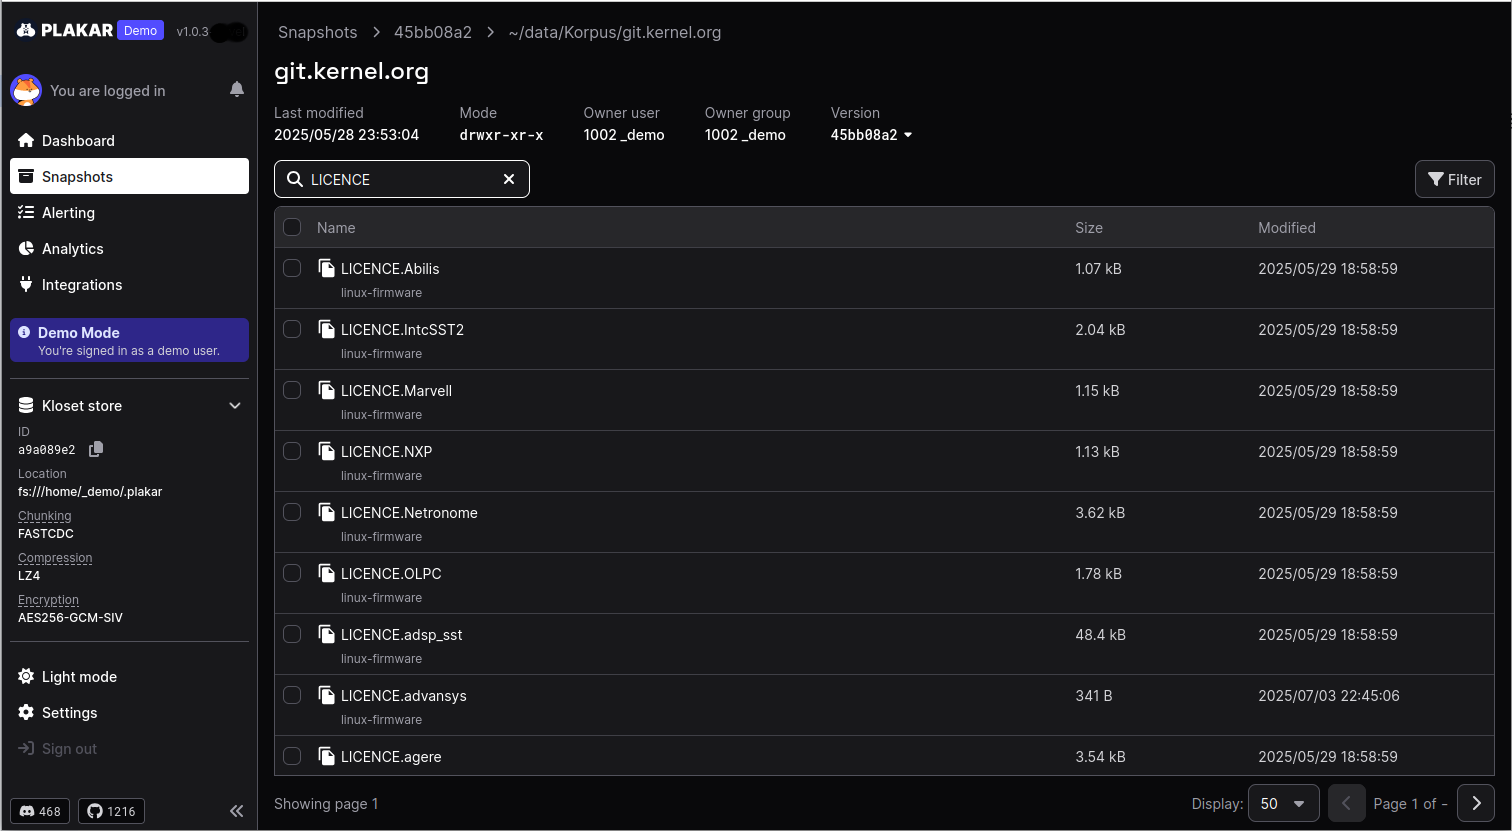 PLAKAR Demo v1.0.3
You are logged in
Dashboard
Snapshots
Alerting
Analytics
Integrations
Demo Mode
You're signed in as a demo user.
Kloset store
ID
a9a089e2
Location
fs:///home/_demo/.plakar
Chunking
FASTCDC
Compression
LZ4
Encryption
AES256-GCM-SIV
Light mode
Settings
Sign out
468 1216
Snapshots 45bb08a2 ~/data/Korpus/git.kernel.org
git.kernel.org
Last modified Mode Owner user Owner group Version
2025/05/28 23:53:04 drwxr-xr-x 1002 _demo 1002 _demo 45bb08a2
LICENCE Filter
Name Size Modified
LICENCE.Abilis 1.07 kB 2025/05/29 18:58:59
linux-firmware
LICENCE.IntcSST2 2.04 kB 2025/05/29 18:58:59
linux-firmware
LICENCE.Marvell 1.15 kB 2025/05/29 18:58:59
linux-firmware
LICENCE.NXP 1.13 kB 2025/05/29 18:58:59
linux-firmware
LICENCE.Netronome 3.62 kB 2025/05/29 18:58:59
linux-firmware
LICENCE.OLPC 1.78 kB 2025/05/29 18:58:59
linux-firmware
LICENCE.adsp_sst 48.4 kB 2025/05/29 18:58:59
linux-firmware
LICENCE.advansys 341 B 2025/07/03 22:45:06
linux-firmware
LICENCE.agere 3.54 kB 2025/05/29 18:58:59
Showing page 1 Display: 50 Page 1 of -